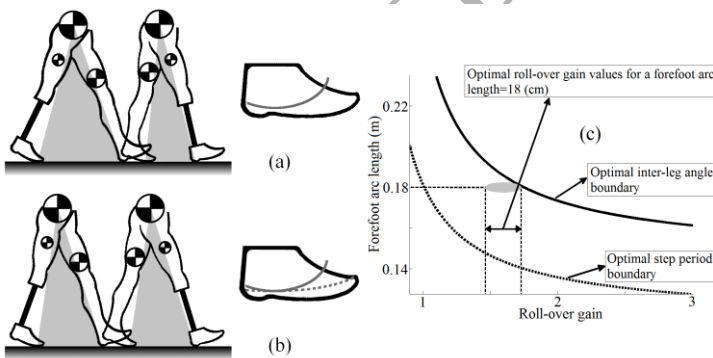 (a)
(b)
Optimal roll-over gain values for a forefoot arc
length=18 (cm)
(c)
Forefoot arc length (m)
0.22
0.18
0.14
Optimal inter-leg angle
boundary
Optimal step period
boundary
1
2
3
Roll-over gain